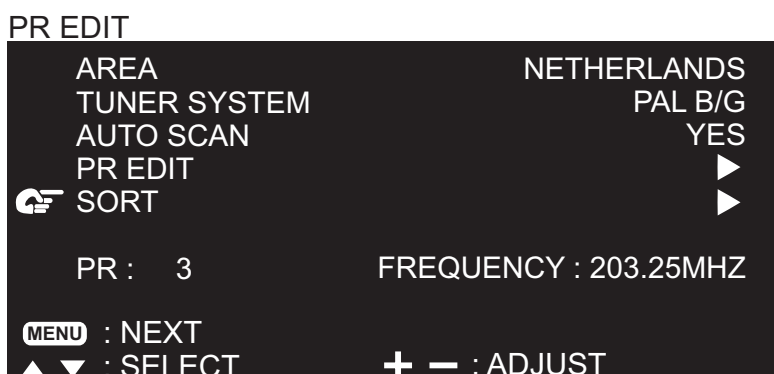 PR EDIT
AREA NETHERLANDS
TUNER SYSTEM PAL B/G
AUTO SCAN YES
PR EDIT
SORT
PR : 3 FREQUENCY : 203.25MHZ
MENU : NEXT
: SELECT + − : ADJUST